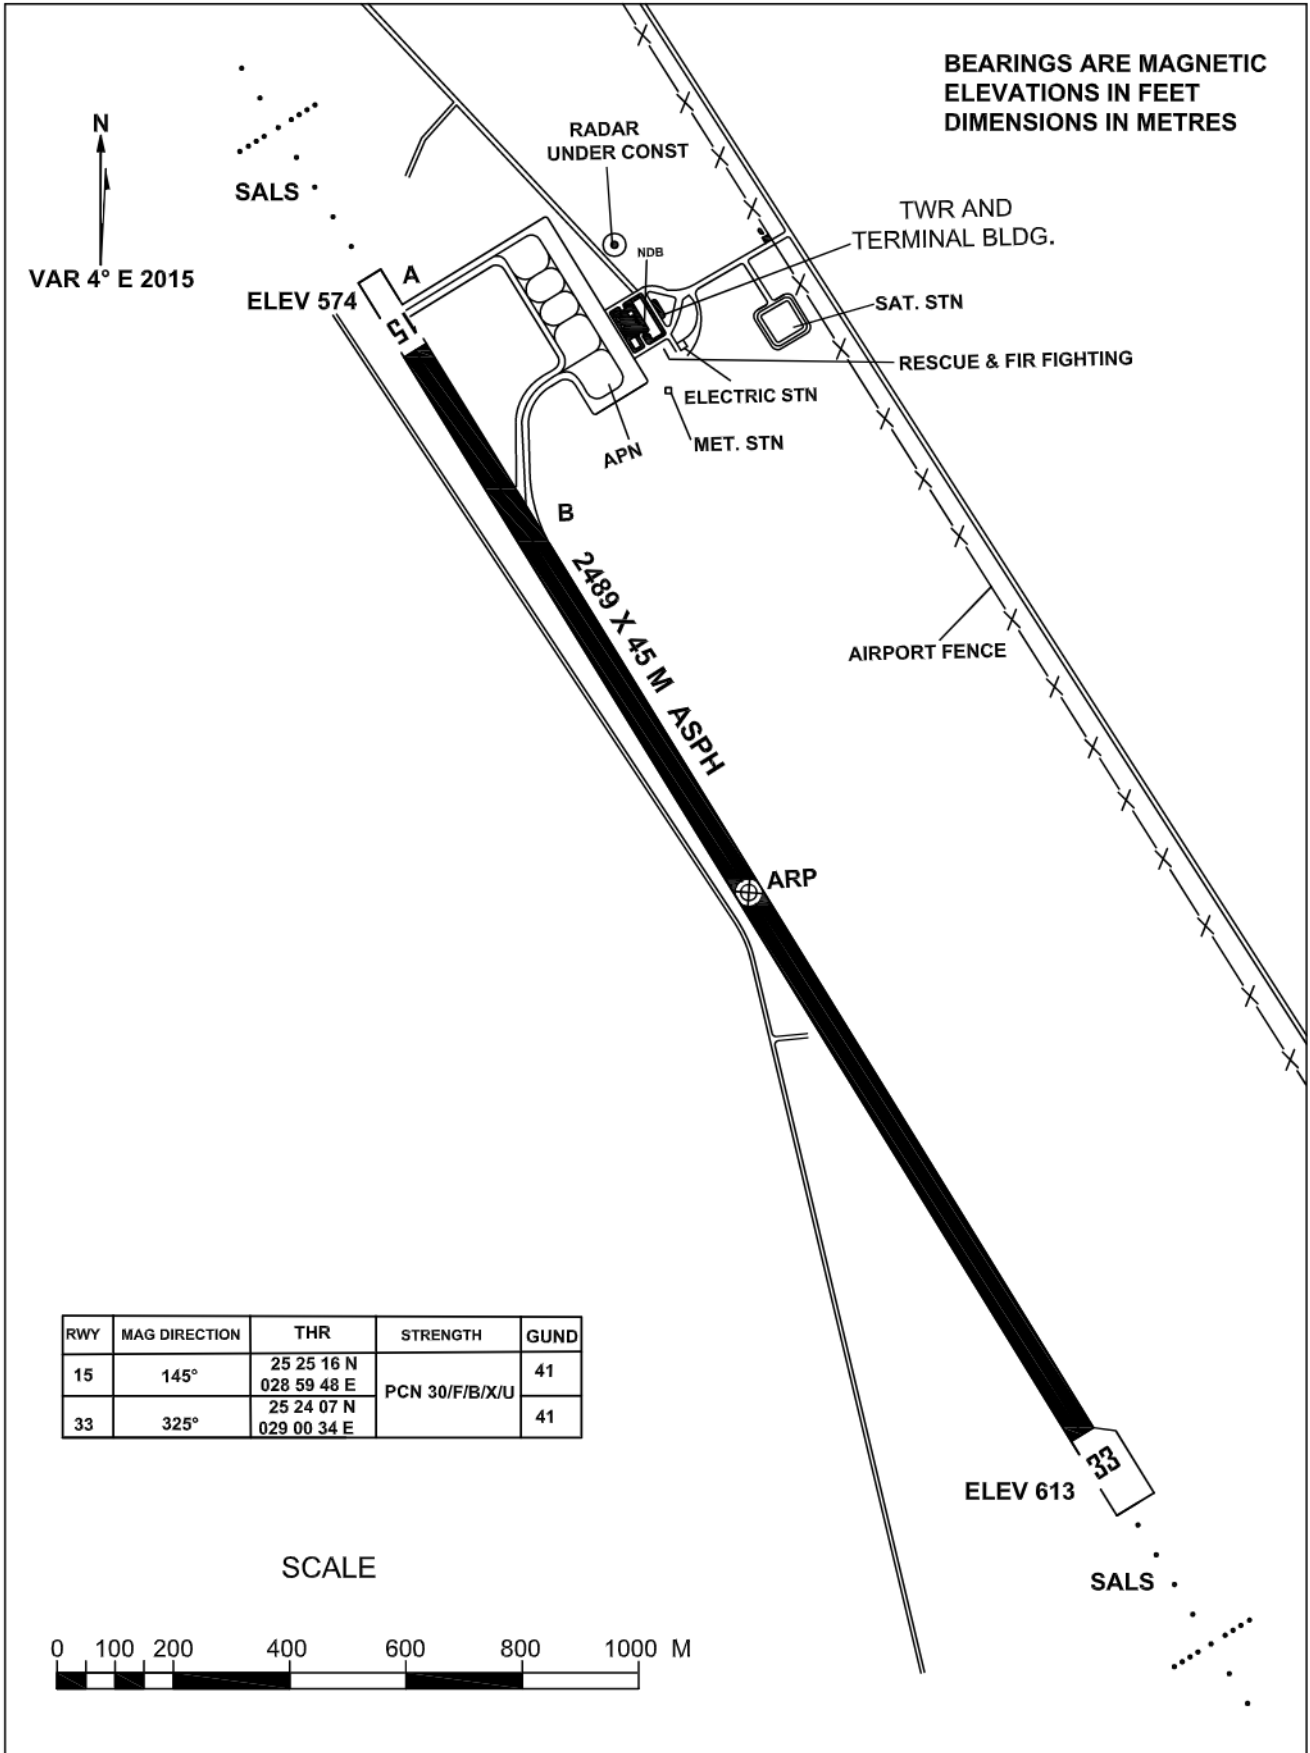 BEARINGS ARE MAGNETIC
ELEVATIONS IN FEET
DIMENSIONS IN METRES
N
VAR 4° E 2015
SALS
RADAR
UNDER CONST
NDB
TWR AND
TERMINAL BLDG.
A
ELEV 574
15
SAT. STN
RESCUE & FIR FIGHTING
ELECTRIC STN
MET. STN
APN
B
2489 X 45 M ASPH
AIRPORT FENCE
ARP
RWY MAG DIRECTION THR STRENGTH GUND
15 145° 25 25 16 N 028 59 48 E PCN 30/F/B/X/U 41
33 325° 25 24 07 N 029 00 34 E 41
33
ELEV 613
SALS
SCALE
0 100 200 400 600 800 1000 M